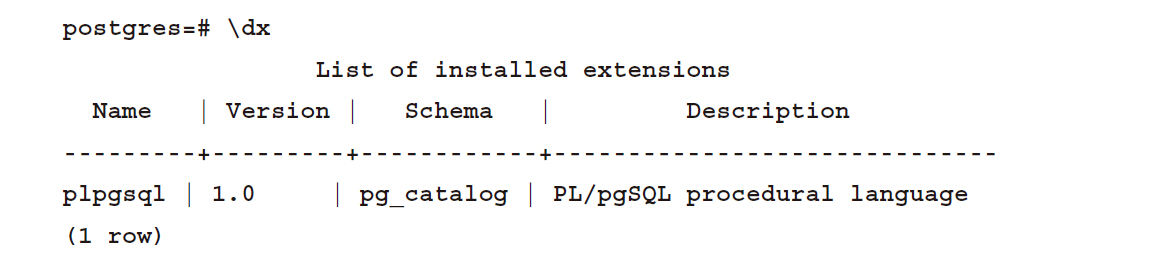 postgres=# \dx
List of installed extensions
Name | Version | Schema | Description
---------+---------+------------+------------------------------
plpgsql | 1.0 | pg_catalog | PL/pgSQL procedural language
(1 row)